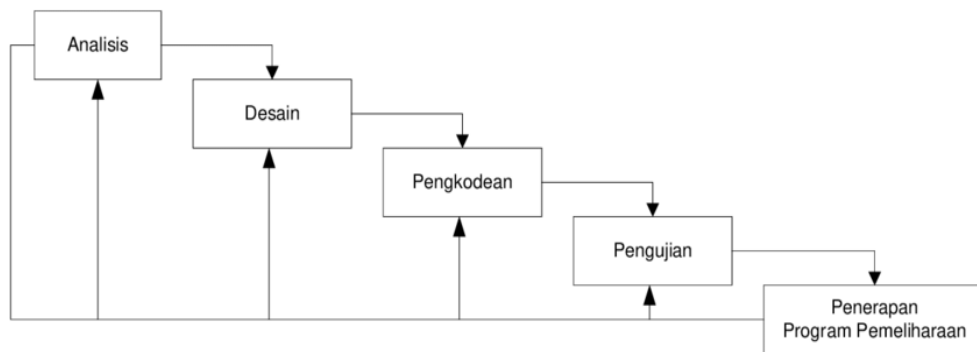 Analisis
Desain
Pengkodean
Pengujian
Penerapan
Program Pemeliharaan